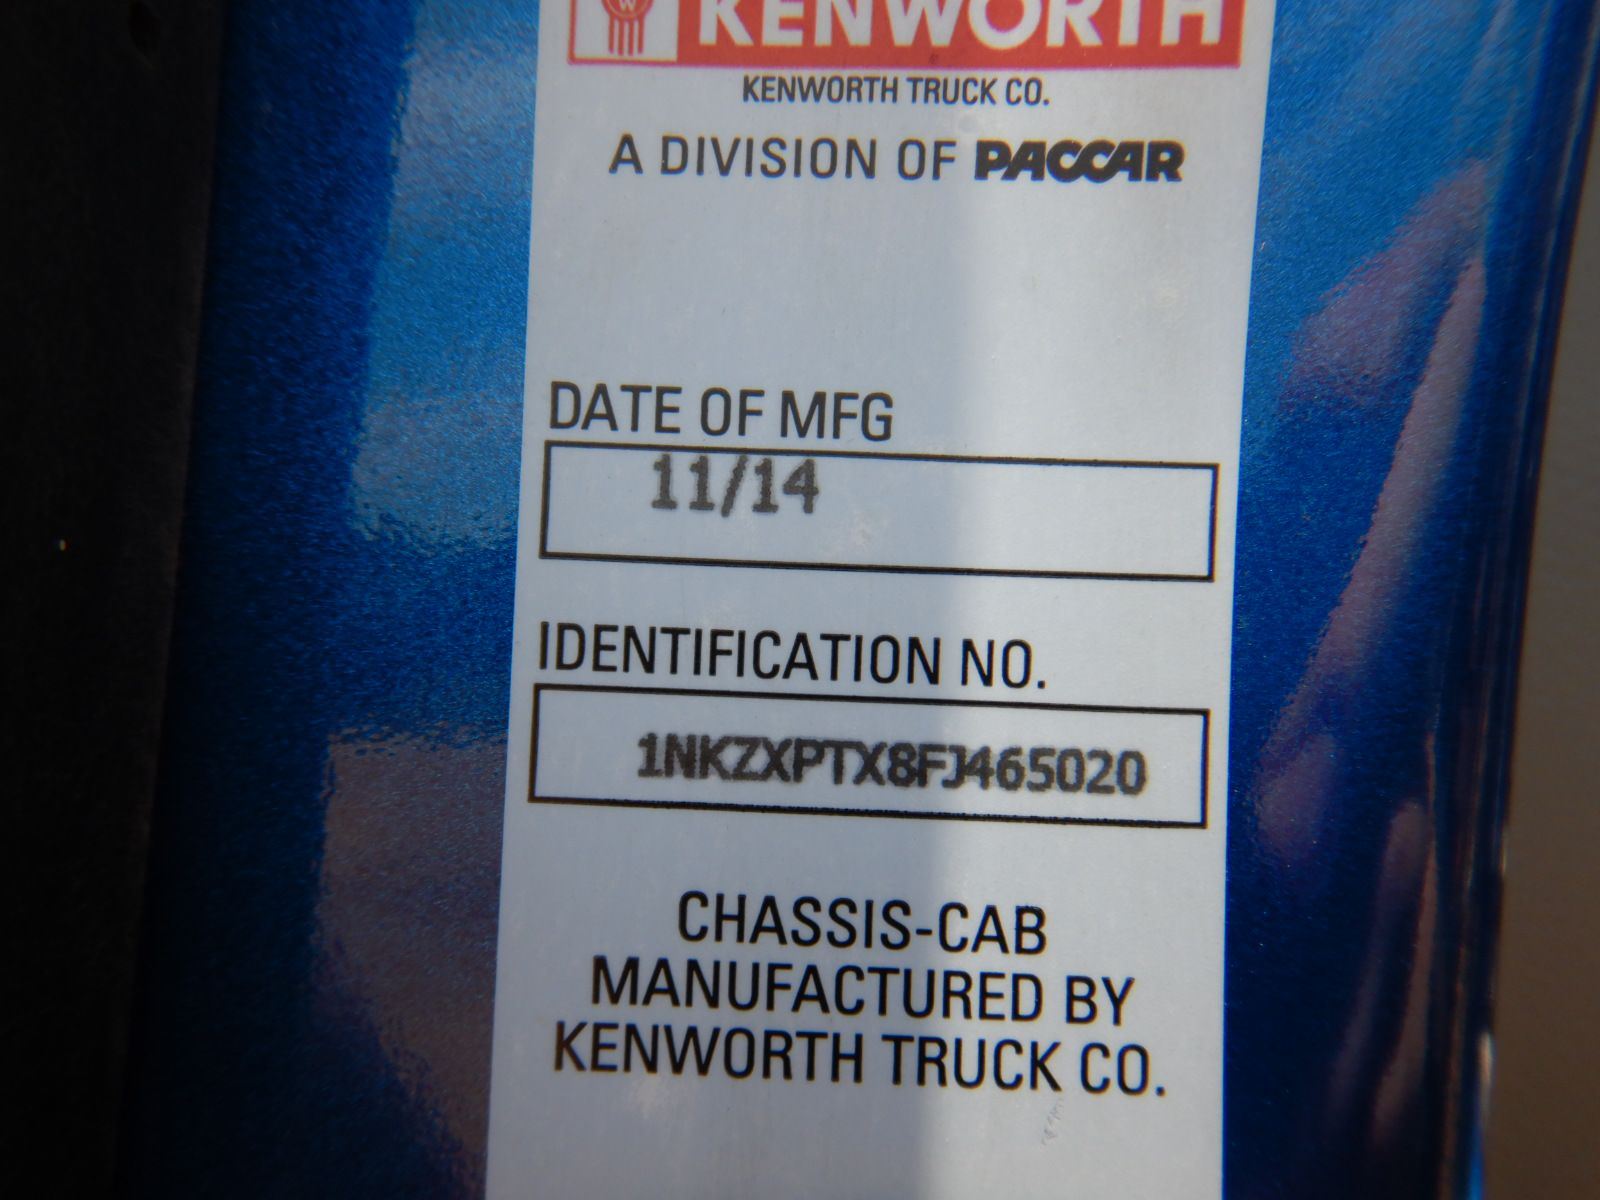 W
KENWORTH
KENWORTH TRUCK CO.
A DIVISION OF PACCAR
DATE OF MFG
11/14
IDENTIFICATION NO.
1NKZXPTX8FJ465020
CHASSIS-CAB
MANUFACTURED BY
KENWORTH TRUCK CO.